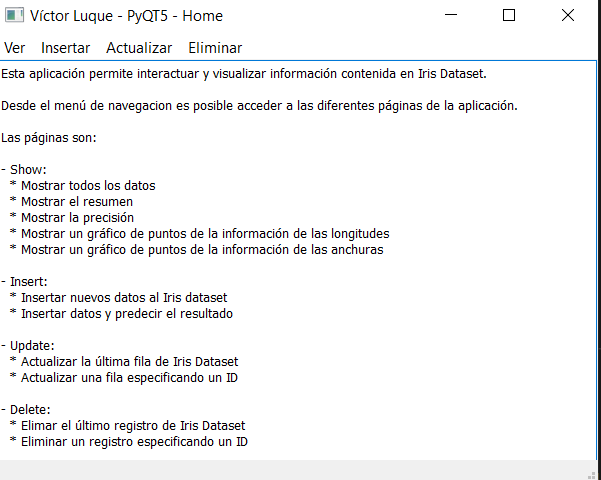 Víctor Luque - PyQT5 - Home
Ver Insertar Actualizar Eliminar
Esta aplicación permite interactuar y visualizar información contenida en Iris Dataset.
Desde el menú de navegacion es posible acceder a las diferentes páginas de la aplicación.
Las páginas son:
- Show:
* Mostrar todos los datos
* Mostrar el resumen
* Mostrar la precisión
* Mostrar un gráfico de puntos de la información de las longitudes
* Mostrar un gráfico de puntos de la información de las anchuras
- Insert:
* Insertar nuevos datos al Iris dataset
* Insertar datos y predecir el resultado
- Update:
* Actualizar la última fila de Iris Dataset
* Actualizar una fila especificando un ID
- Delete:
* Elimar el último registro de Iris Dataset
* Eliminar un registro especificando un ID